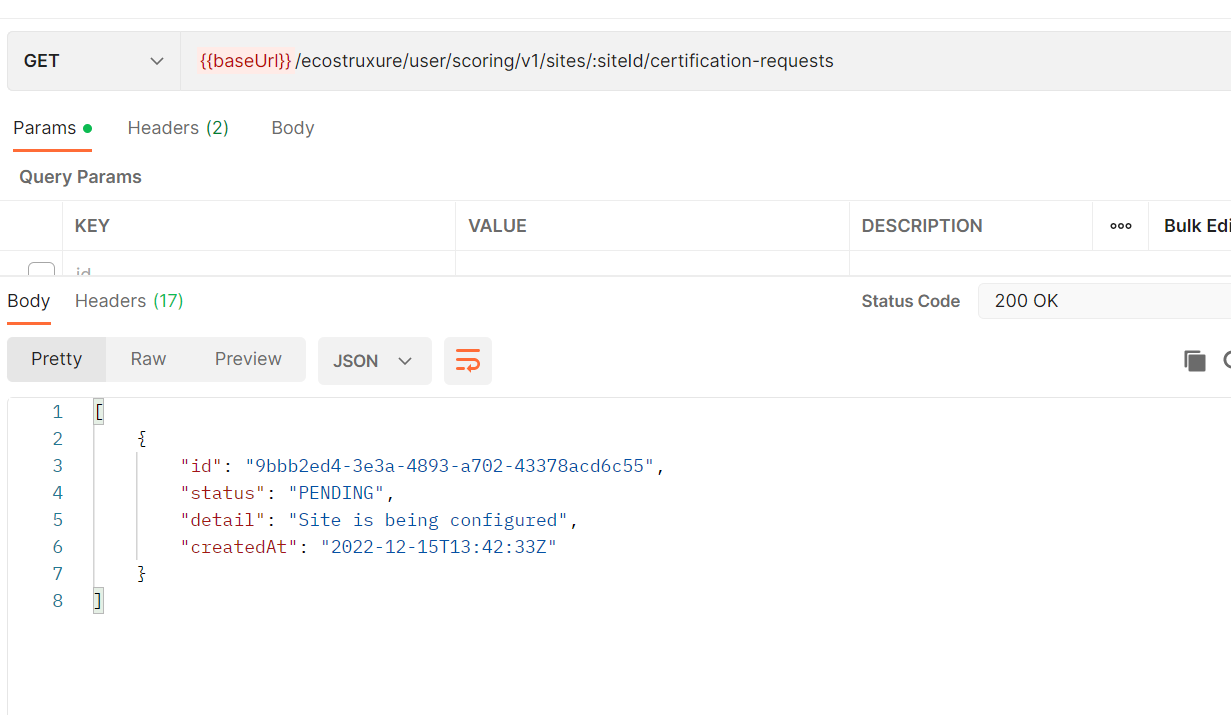 GET {{baseUrl}}/ecostruxure/user/scoring/v1/sites/:siteId/certification-requests
Params Headers (2) Body
Query Params
KEY VALUE DESCRIPTION ooo Bulk Edi
id
Body Headers (17) Status Code 200 OK
Pretty Raw Preview JSON
1 [
2 {
3 "id": "9bbb2ed4-3e3a-4893-a702-43378acd6c55",
4 "status": "PENDING",
5 "detail": "Site is being configured",
6 "createdAt": "2022-12-15T13:42:33Z"
7 }
8 ]